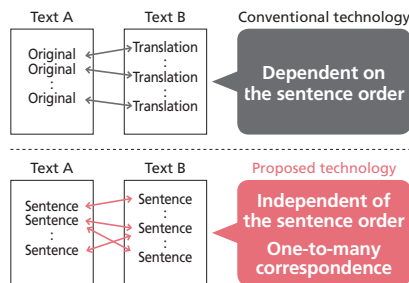 Text A
Text B
Conventional technology
Original
Original
:
Original
Translation
:
Translation
:
Translation
Dependent on
the sentence order
Text A
Text B
Proposed technology
Sentence
Sentence
:
Sentence
Sentence
:
Sentence
:
Sentence
Independent of
the sentence order
One-to-many
correspondence